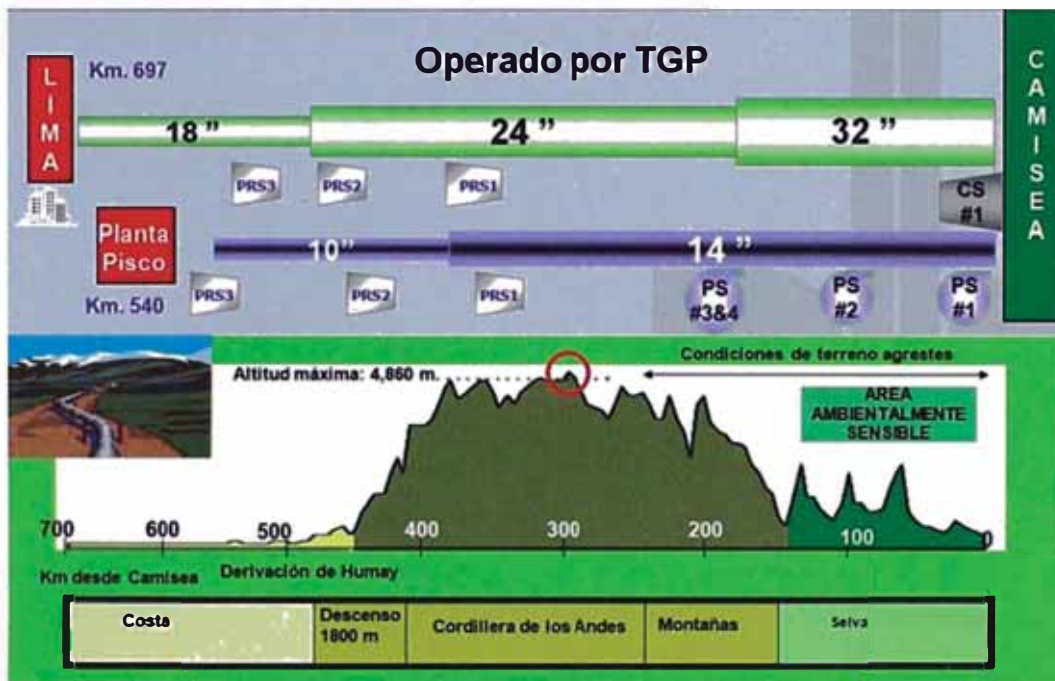 Operado por TGP
LIMA
Km. 697
CAMISEA
18”
24”
32”
PRS3
PRS2
PRS1
CS
#1
Planta
Pisco
10”
14”
Km. 540
PRS3
PRS2
PRS1
PS
#3&4
PS
#2
PS
#1
Condiciones de terreno agrestes
Altitud máxima: 4,860 m.
AREA
AMBIENTALMENTE
SENSIBLE
700
600
500
400
300
200
100
0
Km desde Camisea
Derivación de Humay
Costa
Descenso
1800 m
Cordillera de los Andes
Montañas
Selva